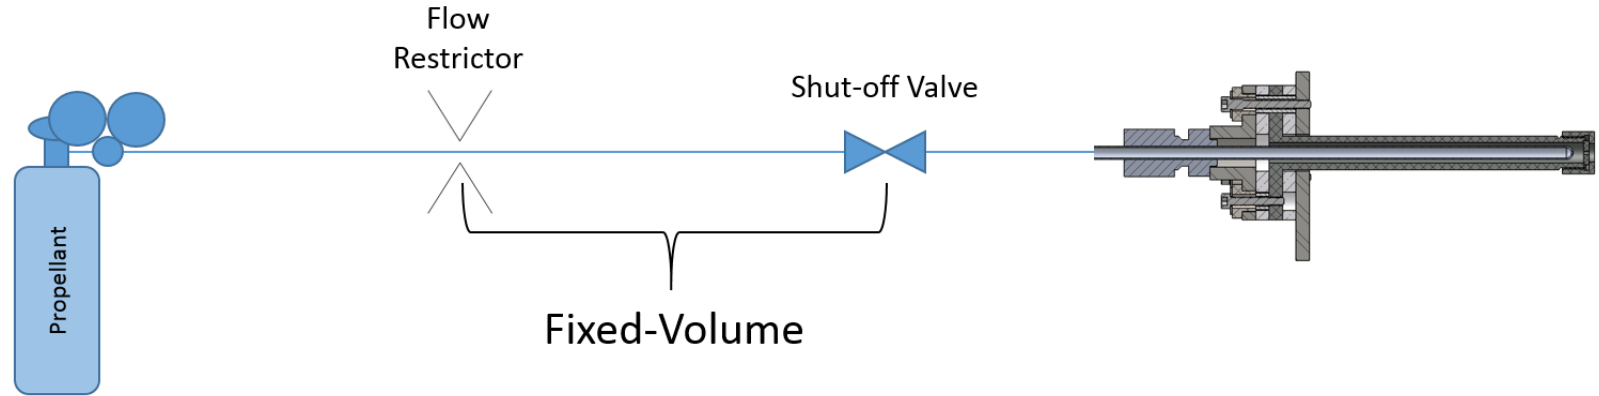 Flow
Restrictor
Shut-off Valve
Propellant
Fixed-Volume